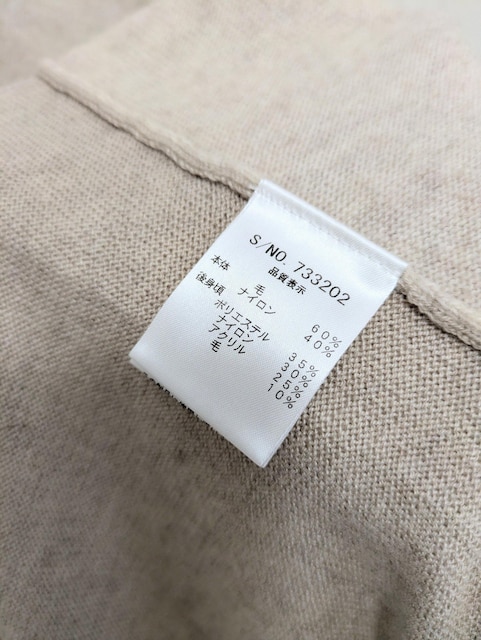 S/NO. 733202
品質表示
本体 毛 60%
ナイロン 40%
後身頃 ポリエステル 35%
ナイロン 30%
アクリル 25%
毛 10%